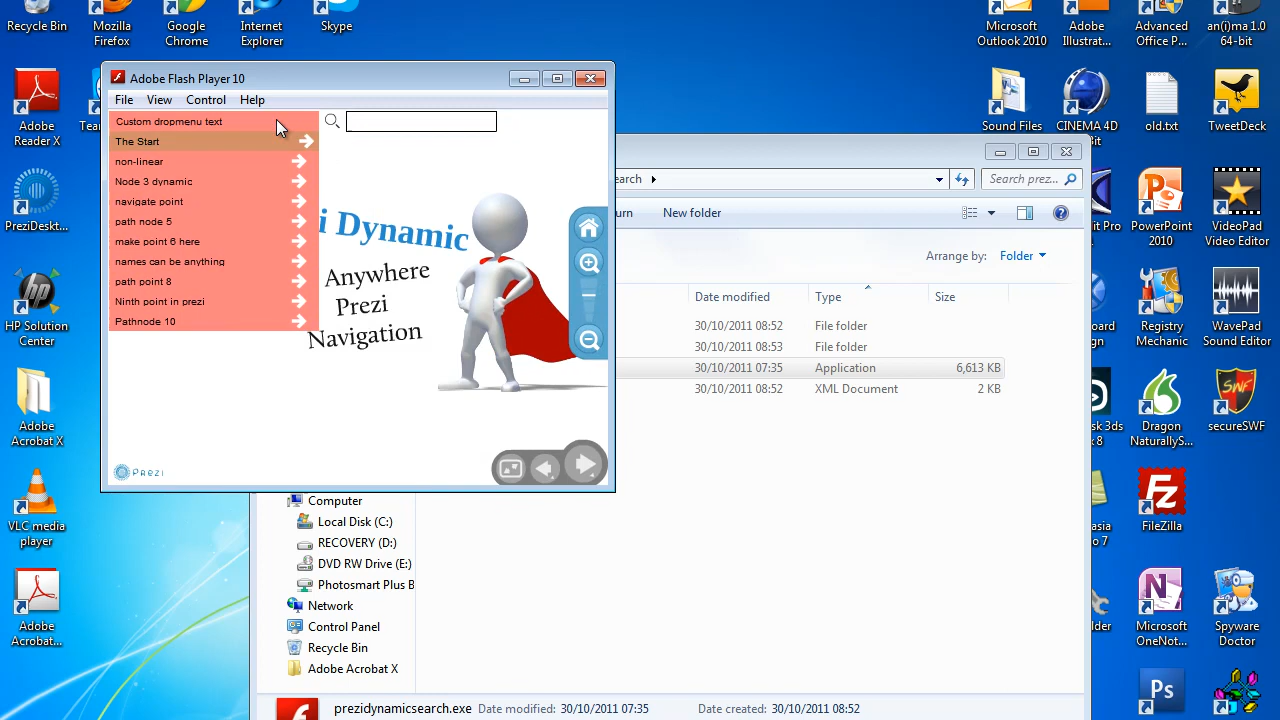 Recycle Bin
Mozilla Firefox
Google Chrome
Internet Explorer
Skype
Microsoft Outlook 2010
Adobe Illustrat...
Advanced Office P...
an(i)ma 1.0 64-bit
Adobe Reader X
Adobe Flash Player 10
File View Control Help
Custom dropmenu text
The Start
non-linear
Node 3 dynamic
navigate point
path node 5
make point 6 here
names can be anything
path point 8
Ninth point in prezi
Pathnode 10
i Dynamic
Anywhere
Prezi
Navigation
PREZI
Search prez...
New folder
Arrange by: Folder
Date modified Type Size
30/10/2011 08:52 File folder
30/10/2011 08:53 File folder
30/10/2011 07:35 Application 6,613 KB
30/10/2011 08:52 XML Document 2 KB
Computer
Local Disk (C:)
RECOVERY (D:)
DVD RW Drive (E:)
Photosmart Plus B
Network
Control Panel
Recycle Bin
Adobe Acrobat X
prezidynamicsearch.exe Date modified: 30/10/2011 07:35 Date created: 30/10/2011 08:52
PreziDeskt...
HP Solution Center
Adobe Acrobat X
VLC media player
Adobe Acrobat...
Sound Files
CINEMA 4D
old.txt
TweetDeck
PowerPoint 2010
VideoPad Video Editor
Registry Mechanic
WavePad Sound Editor
Dragon NaturallyS...
secureSWF
FileZilla
Microsoft OneNot...
Spyware Doctor
Ps